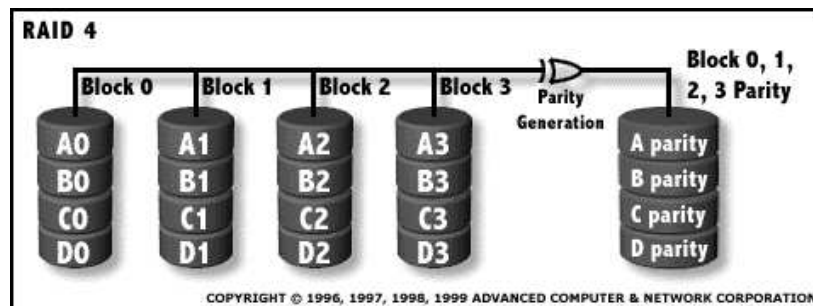 RAID 4
Block 0
Block 1
Block 2
Block 3
Parity
Generation
Block 0, 1,
2, 3 Parity
A0
B0
C0
D0
A1
B1
C1
D1
A2
B2
C2
D2
A3
B3
C3
D3
A parity
B parity
C parity
D parity
COPYRIGHT © 1996, 1997, 1998, 1999 ADVANCED COMPUTER & NETWORK CORPORATION